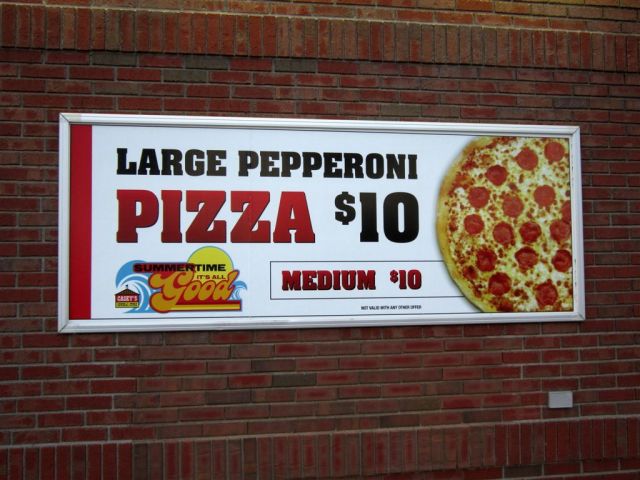 LARGE PEPPERONI
PIZZA $10
SUMMERTIME
IT'S ALL
Good
CASEY'S
MEDIUM $10
NOT VALID WITH ANY OTHER OFFER